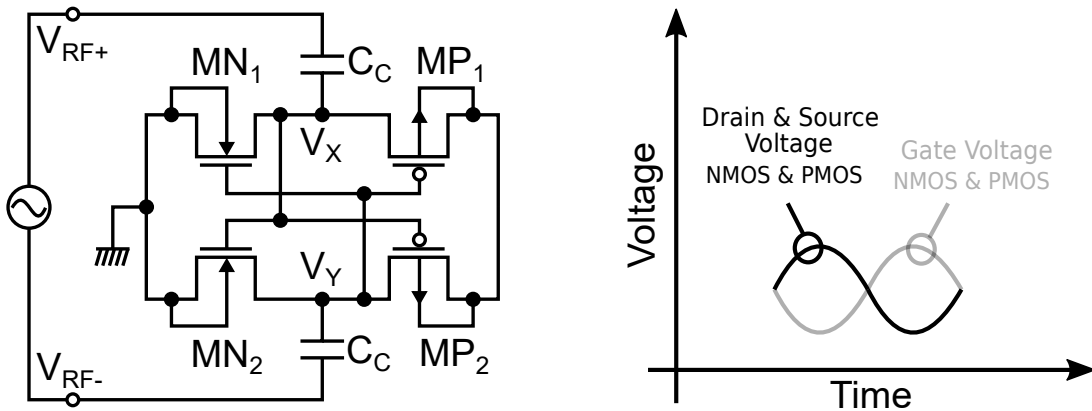 V_RF+
MN_1
C_C
MP_1
V_X
V_Y
MN_2
C_C
MP_2
V_RF-
Voltage
Drain & Source
Voltage
NMOS & PMOS
Gate Voltage
NMOS & PMOS
Time